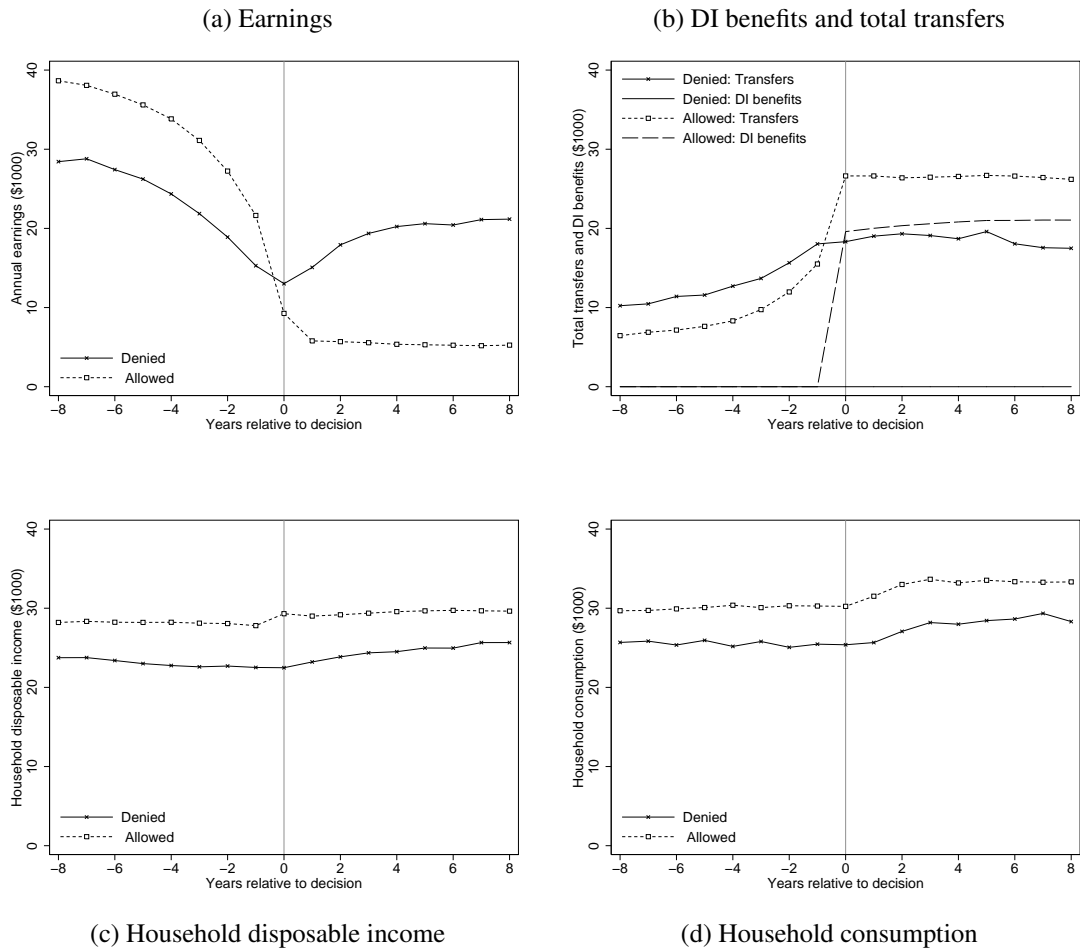 (a) Earnings
(b) DI benefits and total transfers
Annual earnings ($1000)
40
30
20
10
0
Denied
Allowed
−8 −6 −4 −2 0 2 4 6 8
Years relative to decision
Total transfers and DI benefits ($1000)
40
30
20
10
0
Denied: Transfers
Denied: DI benefits
Allowed: Transfers
Allowed: DI benefits
−8 −6 −4 −2 0 2 4 6 8
Years relative to decision
Household disposable income ($1000)
40
30
20
10
0
Denied
Allowed
−8 −6 −4 −2 0 2 4 6 8
Years relative to decision
Household consumption ($1000)
40
30
20
10
0
Denied
Allowed
−8 −6 −4 −2 0 2 4 6 8
Years relative to decision
(c) Household disposable income
(d) Household consumption